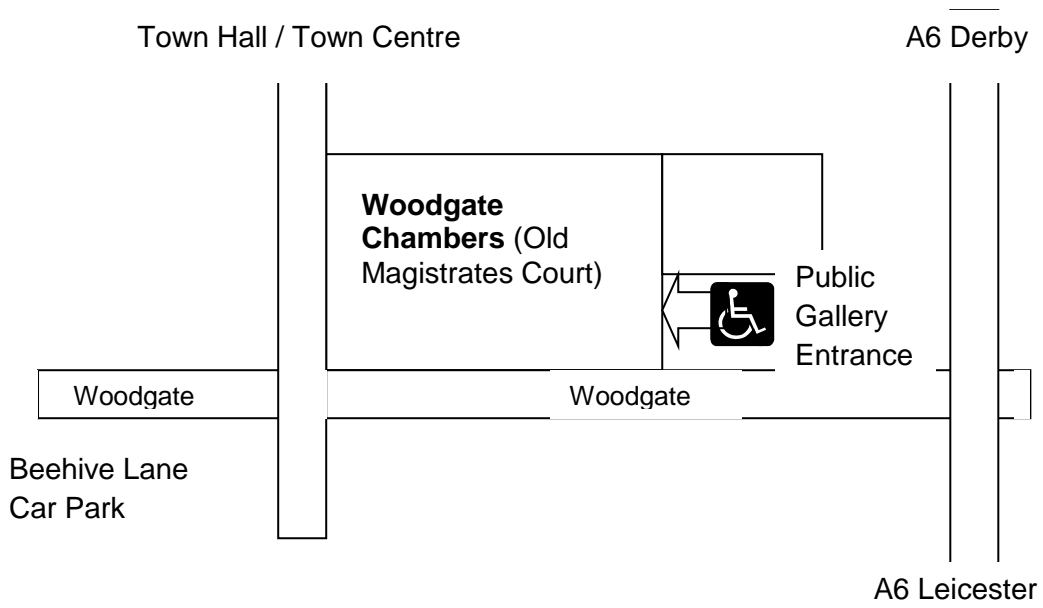 Town Hall / Town Centre
A6 Derby
Woodgate
Chambers (Old
Magistrates Court)
Public
Gallery
Entrance
Woodgate
Woodgate
Beehive Lane
Car Park
A6 Leicester